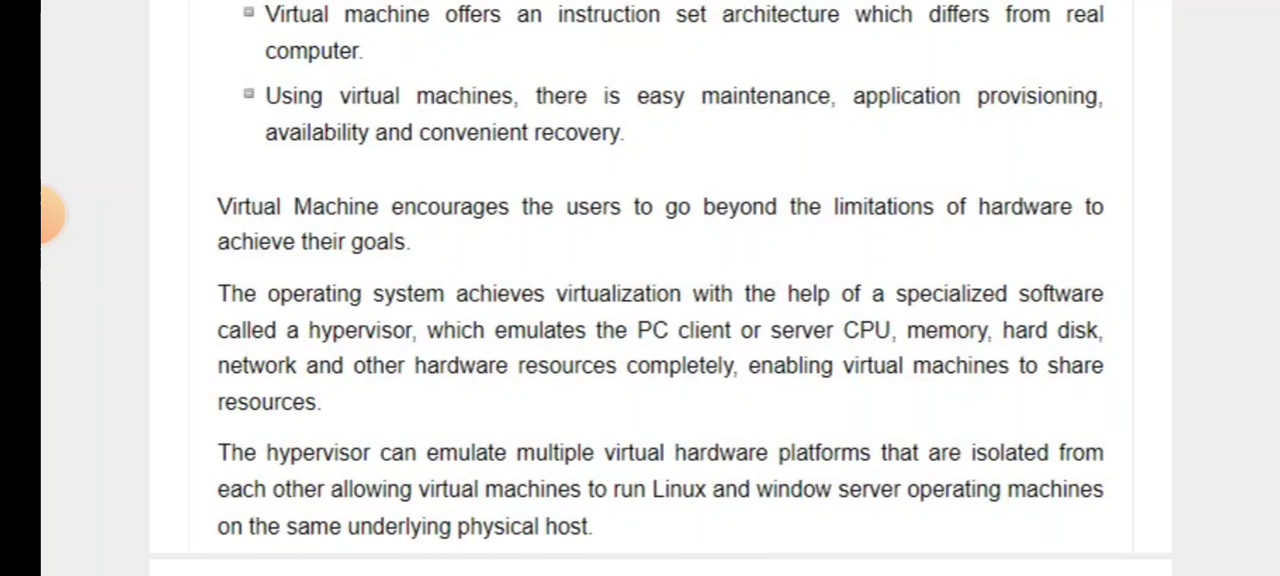 Virtual machine offers an instruction set architecture which differs from real
computer.
Using virtual machines, there is easy maintenance, application provisioning,
availability and convenient recovery.
Virtual Machine encourages the users to go beyond the limitations of hardware to
achieve their goals.
The operating system achieves virtualization with the help of a specialized software
called a hypervisor, which emulates the PC client or server CPU, memory, hard disk,
network and other hardware resources completely, enabling virtual machines to share
resources.
The hypervisor can emulate multiple virtual hardware platforms that are isolated from
each other allowing virtual machines to run Linux and window server operating machines
on the same underlying physical host.